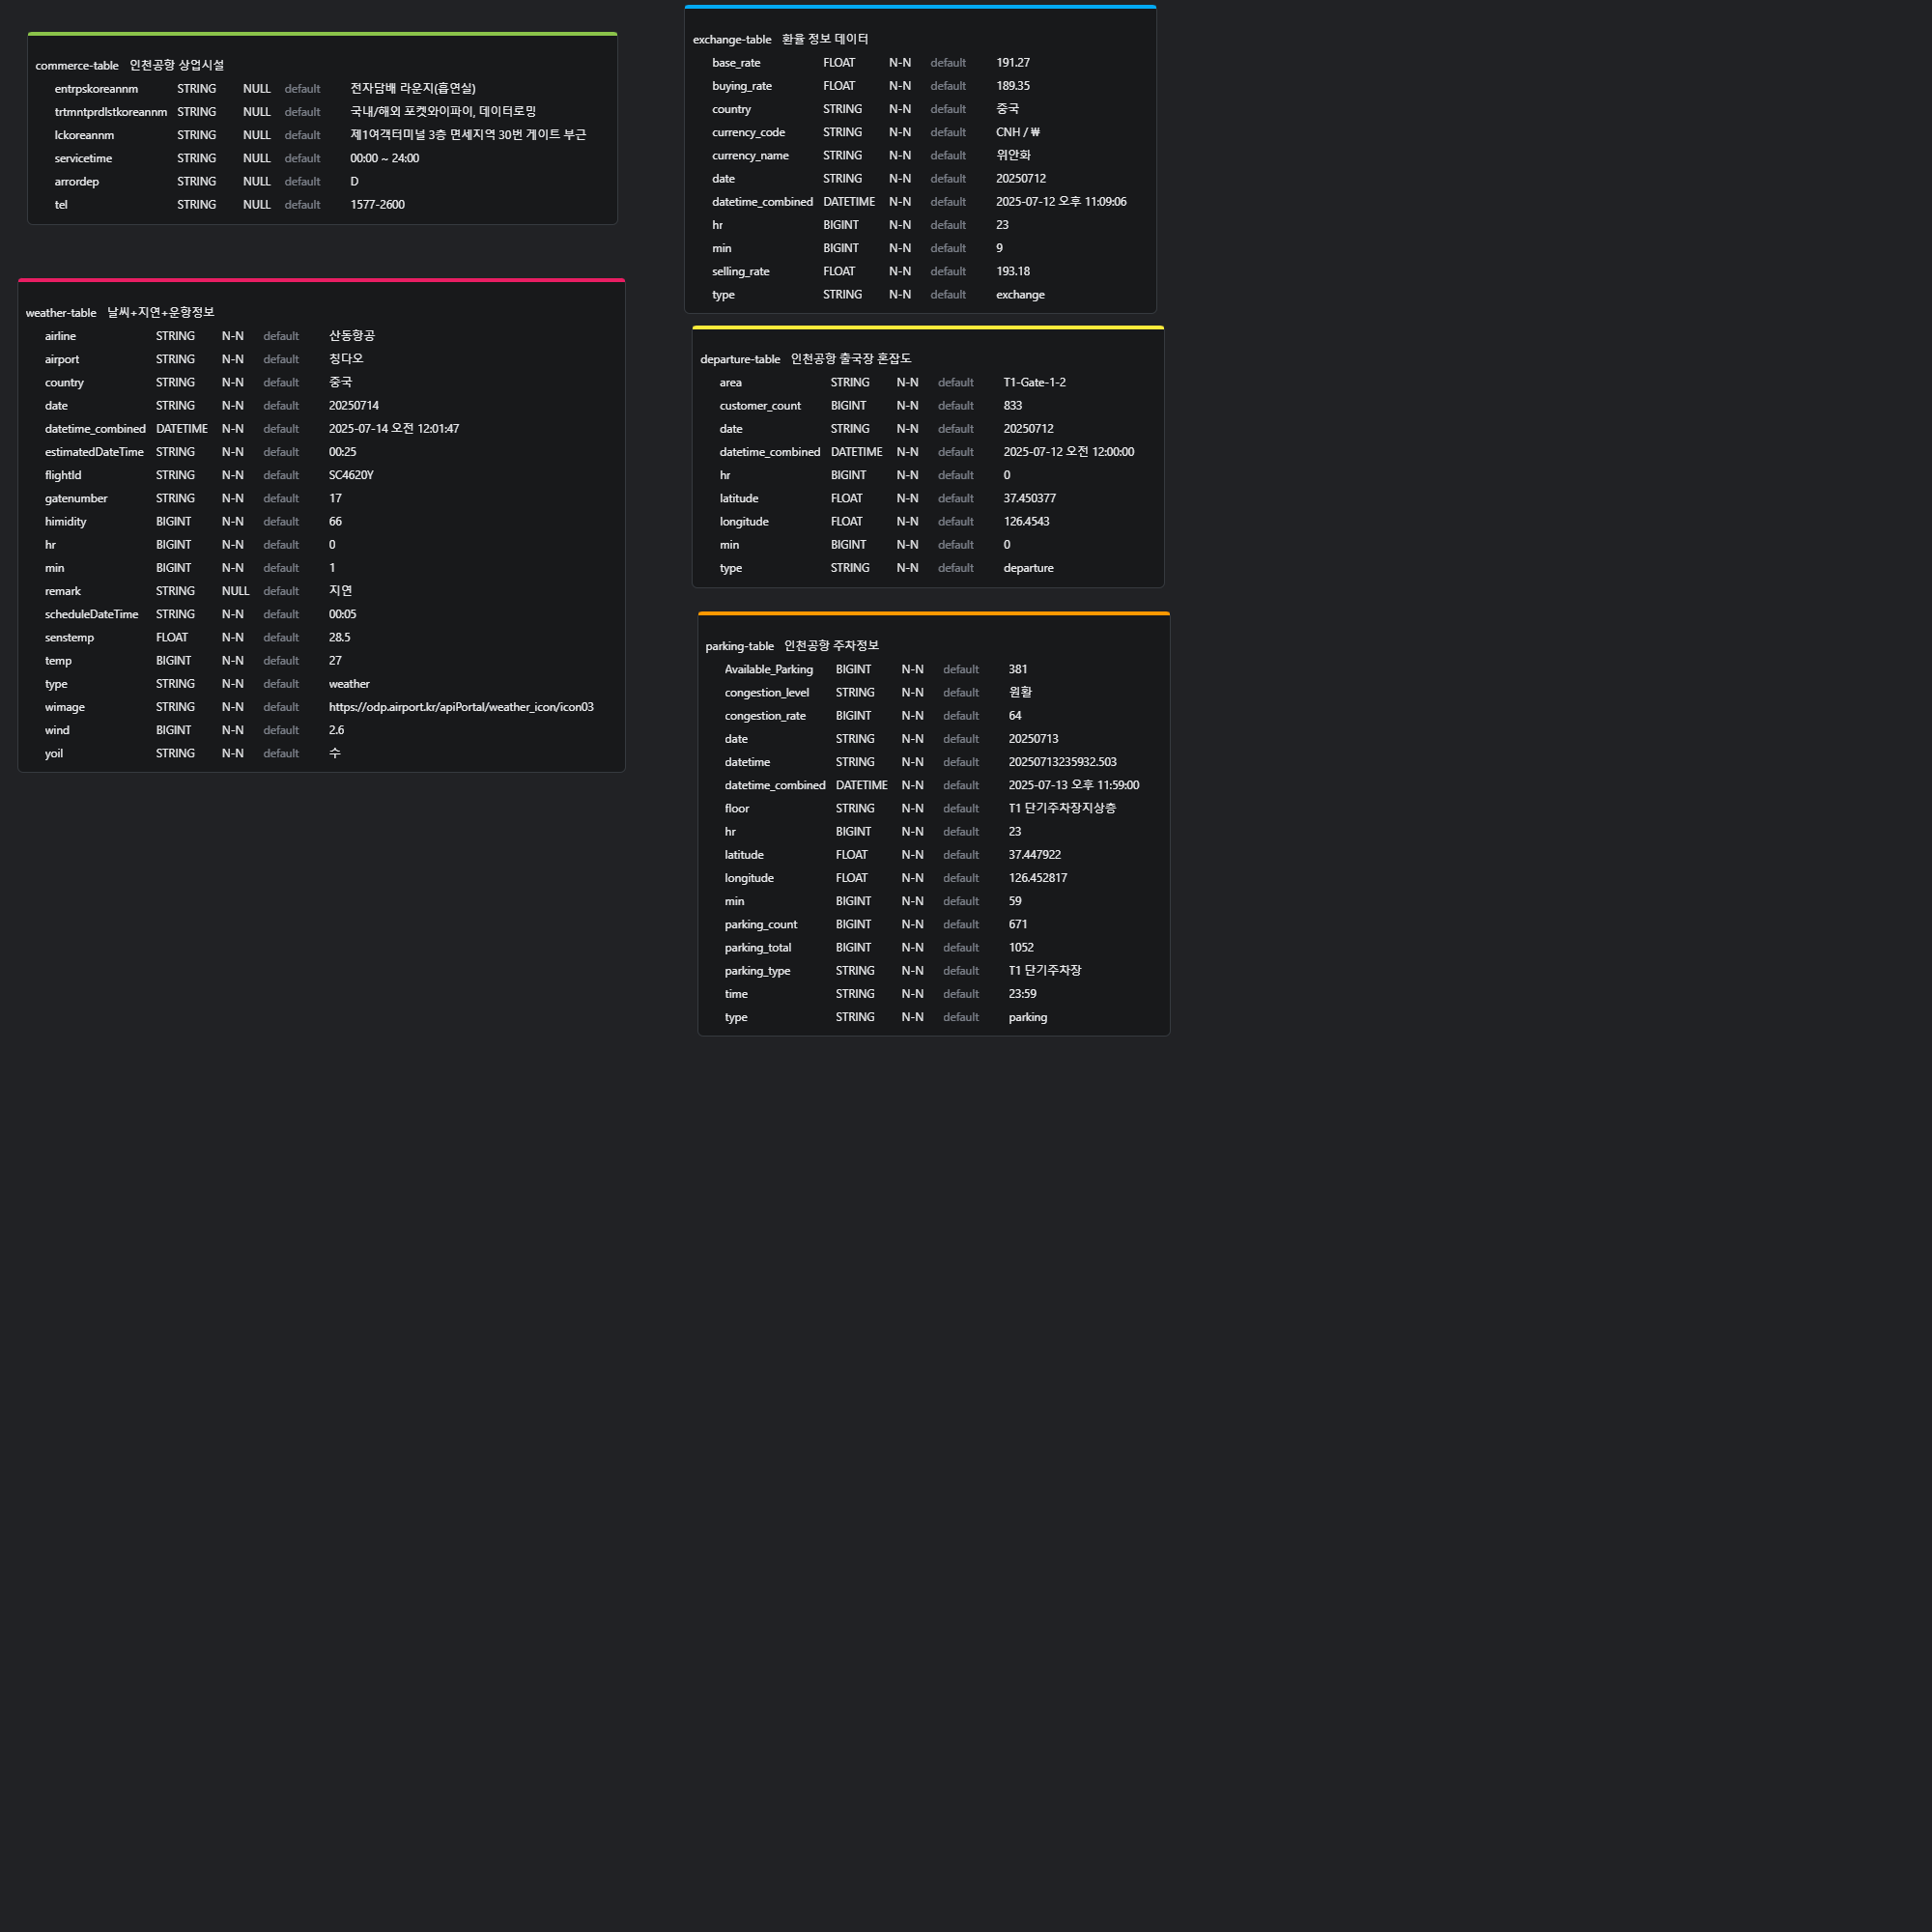 commerce-table 인천공항 상업시설
entrpskoreannm STRING NULL default 전자담배 라운지(흡연실)
trtmntprdlstkoreannm STRING NULL default 국내/해외 포켓와이파이, 데이터로밍
lckoreannm STRING NULL default 제1여객터미널 3층 면세지역 30번 게이트 부근
servicetime STRING NULL default 00:00 ~ 24:00
arrordep STRING NULL default D
tel STRING NULL default 1577-2600
weather-table 날씨+지연+운항정보
airline STRING N-N default 산동항공
airport STRING N-N default 칭다오
country STRING N-N default 중국
date STRING N-N default 20250714
datetime_combined DATETIME N-N default 2025-07-14 오전 12:01:47
estimatedDateTime STRING N-N default 00:25
flightId STRING N-N default SC4620Y
gatenumber STRING N-N default 17
himidity BIGINT N-N default 66
hr BIGINT N-N default 0
min BIGINT N-N default 1
remark STRING NULL default 지연
scheduleDateTime STRING N-N default 00:05
senstemp FLOAT N-N default 28.5
temp BIGINT N-N default 27
type STRING N-N default weather
wimage STRING N-N default https://odp.airport.kr/apiPortal/weather_icon/icon03
wind BIGINT N-N default 2.6
yoil STRING N-N default 수
exchange-table 환율 정보 데이터
base_rate FLOAT N-N default 191.27
buying_rate FLOAT N-N default 189.35
country STRING N-N default 중국
currency_code STRING N-N default CNH / ₩
currency_name STRING N-N default 위안화
date STRING N-N default 20250712
datetime_combined DATETIME N-N default 2025-07-12 오후 11:09:06
hr BIGINT N-N default 23
min BIGINT N-N default 9
selling_rate FLOAT N-N default 193.18
type STRING N-N default exchange
departure-table 인천공항 출국장 혼잡도
area STRING N-N default T1-Gate-1-2
customer_count BIGINT N-N default 833
date STRING N-N default 20250712
datetime_combined DATETIME N-N default 2025-07-12 오전 12:00:00
hr BIGINT N-N default 0
latitude FLOAT N-N default 37.450377
longitude FLOAT N-N default 126.4543
min BIGINT N-N default 0
type STRING N-N default departure
parking-table 인천공항 주차정보
Available_Parking BIGINT N-N default 381
congestion_level STRING N-N default 원활
congestion_rate BIGINT N-N default 64
date STRING N-N default 20250713
datetime STRING N-N default 20250713235932.503
datetime_combined DATETIME N-N default 2025-07-13 오후 11:59:00
floor STRING N-N default T1 단기주차장지상층
hr BIGINT N-N default 23
latitude FLOAT N-N default 37.447922
longitude FLOAT N-N default 126.452817
min BIGINT N-N default 59
parking_count BIGINT N-N default 671
parking_total BIGINT N-N default 1052
parking_type STRING N-N default T1 단기주차장
time STRING N-N default 23:59
type STRING N-N default parking